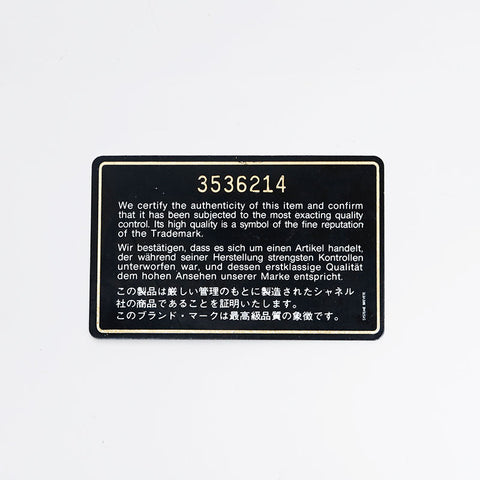 3536214
We certify the authenticity of this item and confirm
that it has been subjected to the most exacting quality
control. Its high quality is a symbol of the fine reputation
of the Trademark.
Wir bestätigen, dass es sich um einen Artikel handelt,
der während seiner Herstellung strengsten Kontrollen
unterworfen war, und dessen erstklassige Qualität
dem hohen Ansehen unserer Marke entspricht.
この製品は厳しい管理のもとに製造されたシャネル
社の商品であることを証明いたします。
このブランド・マークは最高級品質の象徴です。